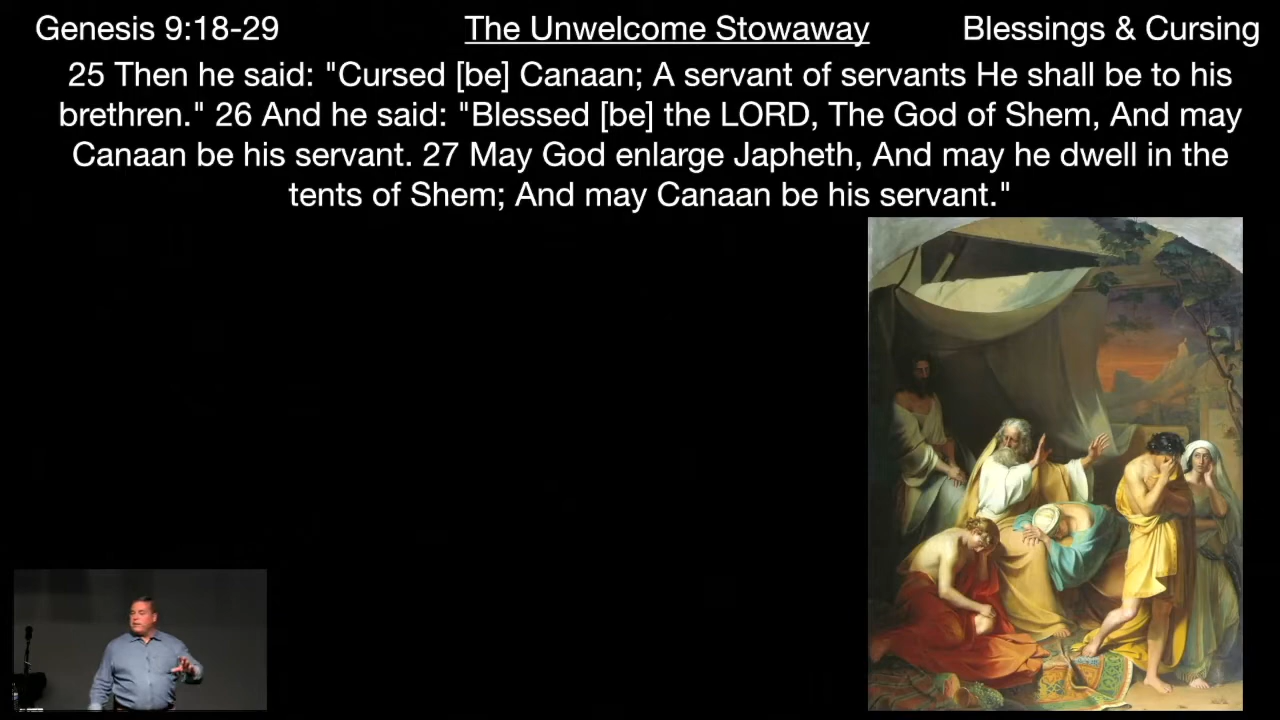 Genesis 9:18-29
The Unwelcome Stowaway
Blessings & Cursing
25 Then he said: "Cursed [be] Canaan; A servant of servants He shall be to his
brethren." 26 And he said: "Blessed [be] the LORD, The God of Shem, And may
Canaan be his servant. 27 May God enlarge Japheth, And may he dwell in the
tents of Shem; And may Canaan be his servant."